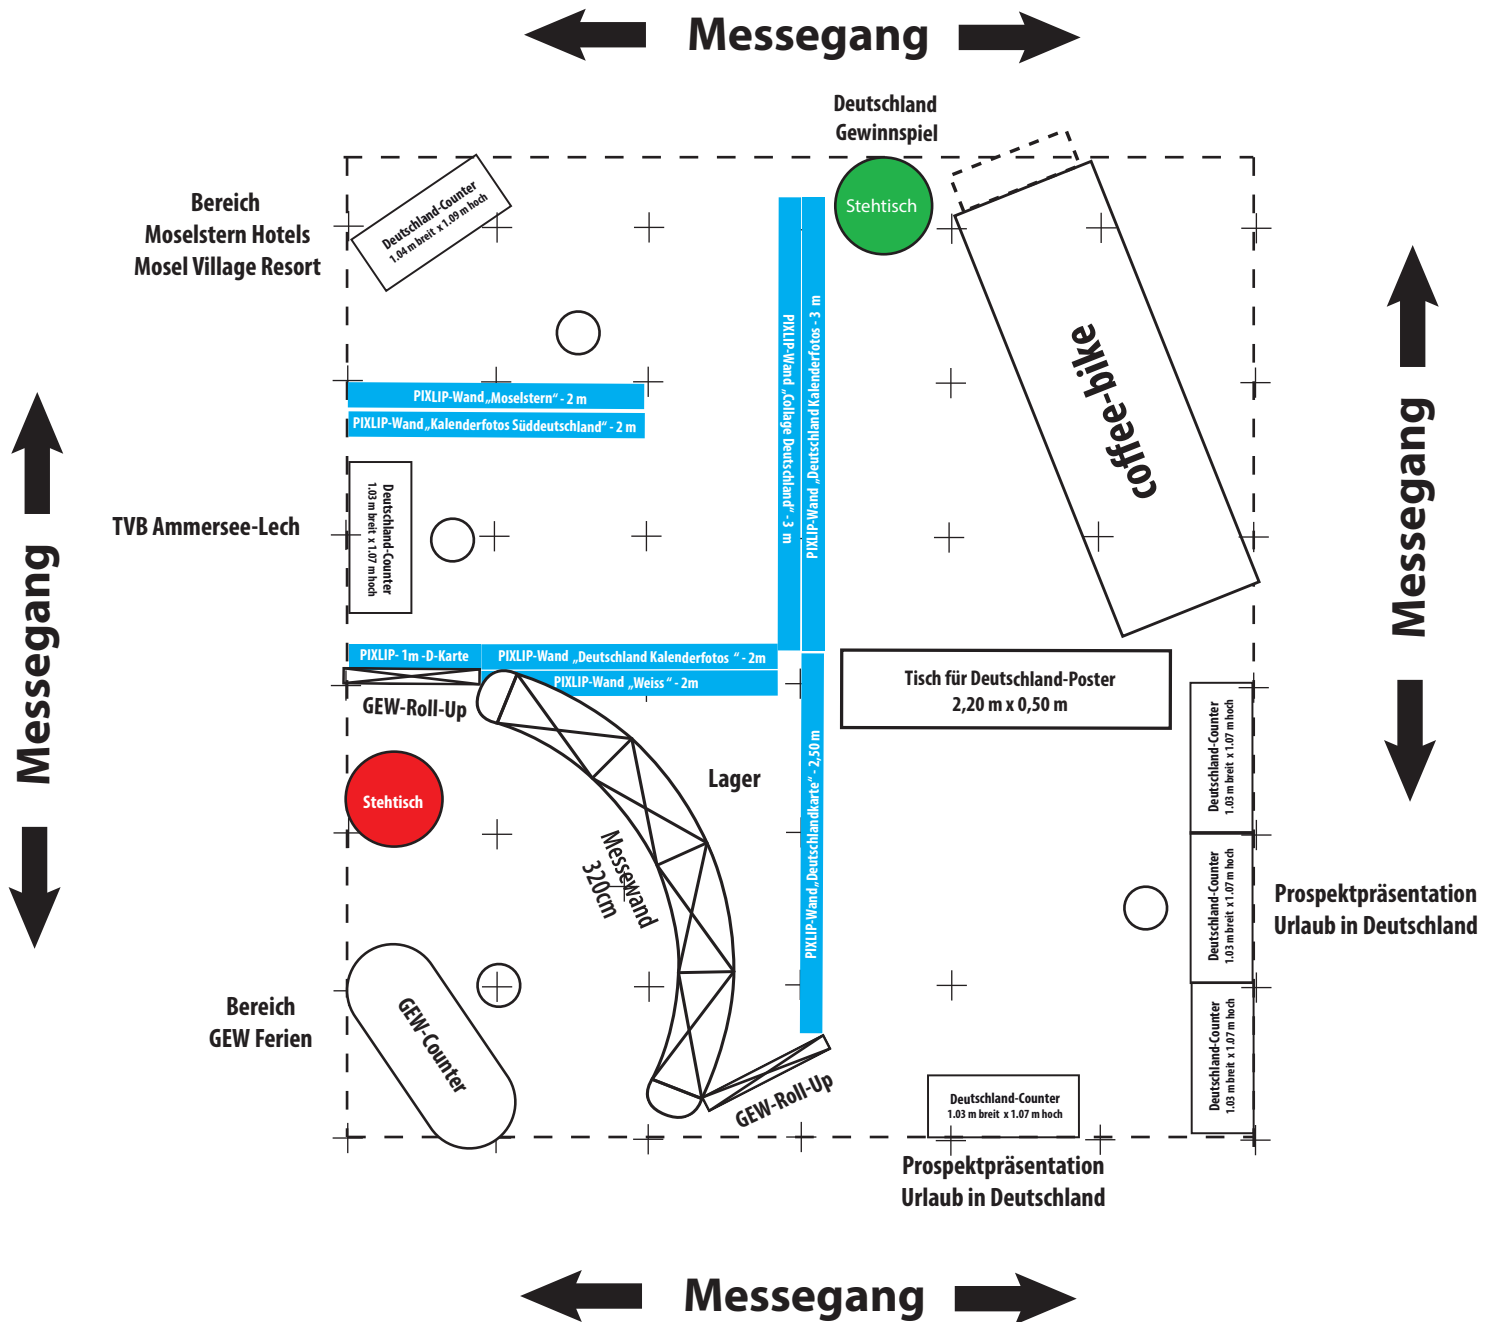 Messegang
Deutschland
Gewinnspiel
Stehtisch
Bereich
Moselstern Hotels
Mosel Village Resort
Deutschland-Counter
1.04 m breit x 1.09 m hoch
coffee-bike
PIXLIP-Wand „Collage Deutschland“ - 3 m
PIXLIP-Wand „Deutschland Kalenderfotos - 3 m
PIXLIP-Wand „Moselstern“ - 2 m
PIXLIP-Wand „Kalenderfotos Süddeutschland“ - 2 m
TVB Ammersee-Lech
Deutschland-Counter
1.03 m breit x 1.07 m hoch
Messegang
Messegang
PIXLIP- 1m -D-Karte
PIXLIP-Wand „Deutschland Kalenderfotos “ - 2m
PIXLIP-Wand „Weiss“ - 2m
GEW-Roll-Up
Tisch für Deutschland-Poster
2,20 m x 0,50 m
Stehtisch
Lager
Messewand
320cm
PIXLIP-Wand „Deutschlandkarte“ - 2,50 m
Deutschland-Counter
1.03 m breit x 1.07 m hoch
Deutschland-Counter
1.03 m breit x 1.07 m hoch
Deutschland-Counter
1.03 m breit x 1.07 m hoch
Prospektpräsentation
Urlaub in Deutschland
Bereich
GEW Ferien
GEW-Counter
GEW-Roll-Up
Deutschland-Counter
1.03 m breit x 1.07 m hoch
Prospektpräsentation
Urlaub in Deutschland
Messegang